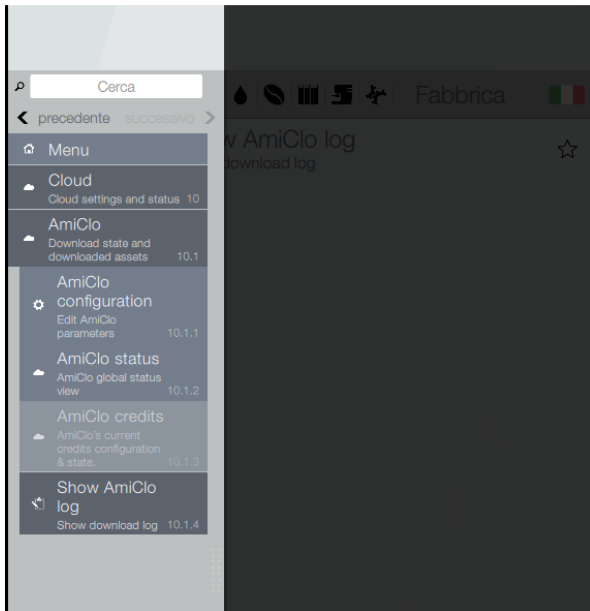 Cerca
Fabbrica
precedente successivo
Menu
w AmiClo log
download log
Cloud
Cloud settings and status 10
AmiClo
Download state and
downloaded assets 10.1
AmiClo
configuration
Edit AmiClo
parameters 10.1.1
AmiClo status
AmiClo global status
view 10.1.2
AmiClo credits
AmiClo's current
credits configuration
& state. 10.1.3
Show AmiClo
log
Show download log 10.1.4